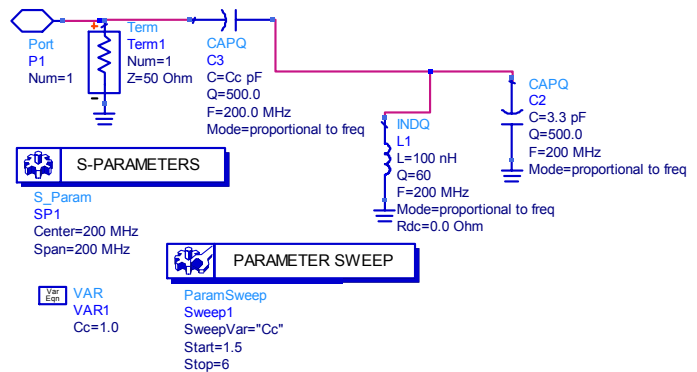 Port
P1
Num=1
+
Term
Term1
Num=1
Z=50 Ohm
-
CAPQ
C3
C=Cc pF
Q=500.0
F=200.0 MHz
Mode=proportional to freq
INDQ
L1
L=100 nH
Q=60
F=200 MHz
Mode=proportional to freq
Rdc=0.0 Ohm
CAPQ
C2
C=3.3 pF
Q=500.0
F=200 MHz
Mode=proportional to freq
S-PARAMETERS
S_Param
SP1
Center=200 MHz
Span=200 MHz
PARAMETER SWEEP
ParamSweep
Sweep1
SweepVar="Cc"
Start=1.5
Stop=6
Var
Eqn
VAR
VAR1
Cc=1.0